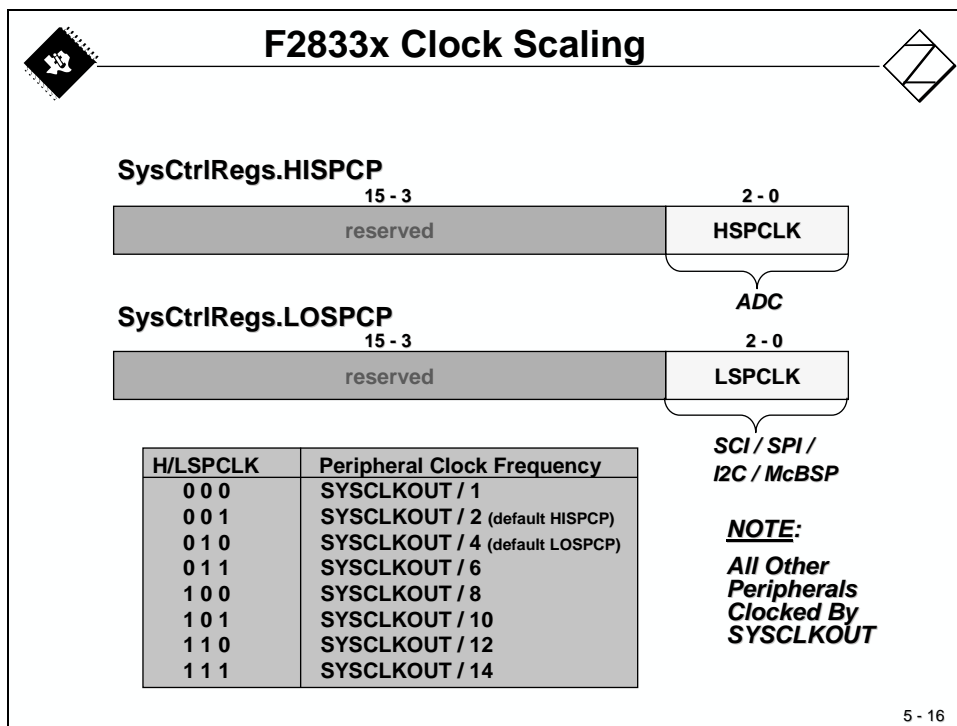 F2833x Clock Scaling
SysCtrlRegs.HISPCP
15 - 3 2 - 0
reserved HSPCLK
ADC
SysCtrlRegs.LOSPCP
15 - 3 2 - 0
reserved LSPCLK
SCI / SPI /
I2C / McBSP
H/LSPCLK Peripheral Clock Frequency
0 0 0 SYSCLKOUT / 1
0 0 1 SYSCLKOUT / 2 (default HISPCP)
0 1 0 SYSCLKOUT / 4 (default LOSPCP)
0 1 1 SYSCLKOUT / 6
1 0 0 SYSCLKOUT / 8
1 0 1 SYSCLKOUT / 10
1 1 0 SYSCLKOUT / 12
1 1 1 SYSCLKOUT / 14
NOTE:
All Other
Peripherals
Clocked By
SYSCLKOUT
5 - 16